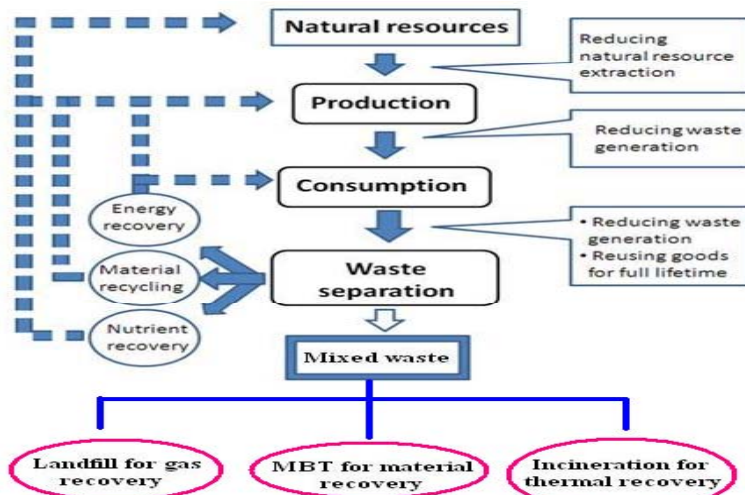 Natural resources
Reducing
natural resource
extraction
Production
Reducing waste
generation
Consumption
Energy
recovery
• Reducing waste
generation
• Reusing goods
for full lifetime
Material
recycling
Waste
separation
Nutrient
recovery
Mixed waste
Landfill for gas
recovery
MBT for material
recovery
Incineration for
thermal recovery